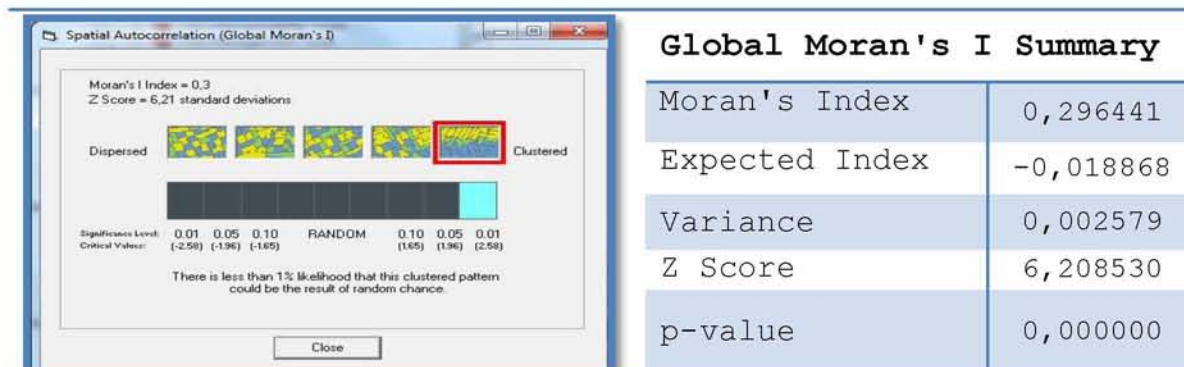 Spatial Autocorrelation (Global Moran's I)
Moran's I Index = 0,3
Z Score = 6,21 standard deviations
Dispersed
Clustered
Significance Level: 0.01 0.05 0.10 RANDOM 0.10 0.05 0.01
Critical Values: (-2.58) (-1.96) (-1.65) (1.65) (1.96) (2.58)
There is less than 1% likelihood that this clustered pattern
could be the result of random chance.
Close
Global Moran's I Summary
Moran's Index 0,296441
Expected Index -0,018868
Variance 0,002579
Z Score 6,208530
p-value 0,000000